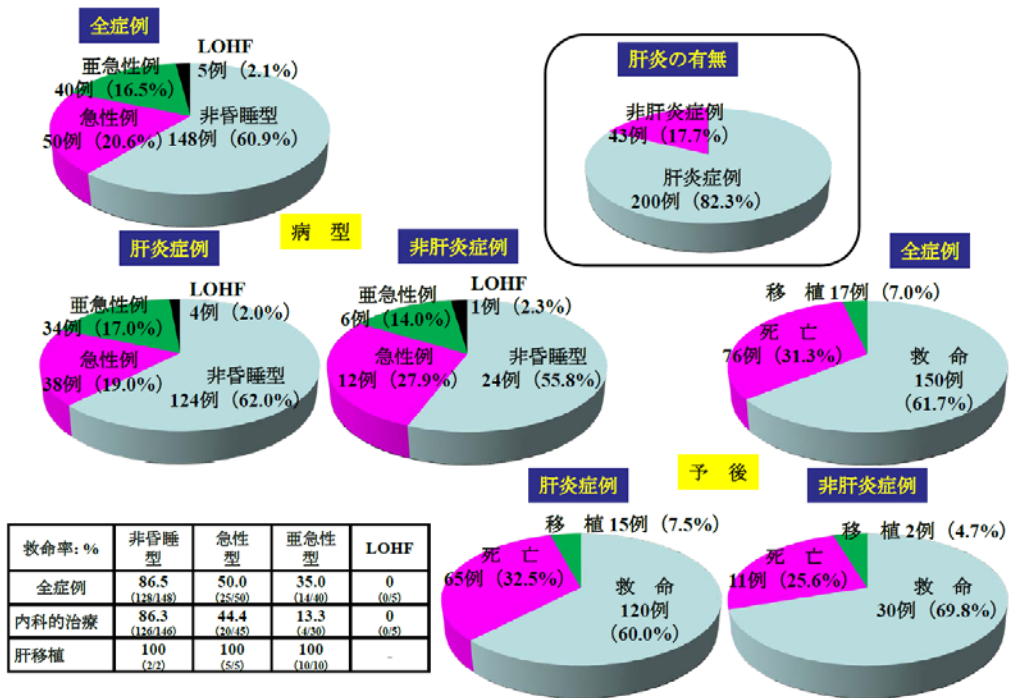 全症例
LOHF
5例（2.1%）
亜急性例
40例（16.5%）
急性例
50例（20.6%）
非昏睡型
148例（60.9%）
肝炎の有無
非肝炎症例
43例（17.7%）
肝炎症例
200例（82.3%）
病　型
肝炎症例
LOHF
4例（2.0%）
亜急性例
34例（17.0%）
急性例
38例（19.0%）
非昏睡型
124例（62.0%）
非肝炎症例
LOHF
1例（2.3%）
亜急性例
6例（14.0%）
急性例
12例（27.9%）
非昏睡型
24例（55.8%）
全症例
移　植 17例（7.0%）
死　亡
76例（31.3%）
救　命
150例
（61.7%）
予　後
肝炎症例
移　植 15例（7.5%）
死　亡
65例（32.5%）
救　命
120例
（60.0%）
非肝炎症例
移　植 2例（4.7%）
死　亡
11例（25.6%）
救　命
30例（69.8%）
救命率: % 非昏睡型 急性型 亜急性型 LOHF
全症例 86.5 50.0 35.0 0
(128/148) (25/50) (14/40) (0/5)
内科的治療 86.3 44.4 13.3 0
(126/146) (20/45) (4/30) (0/5)
肝移植 100 100 100 -
(2/2) (5/5) (10/10)